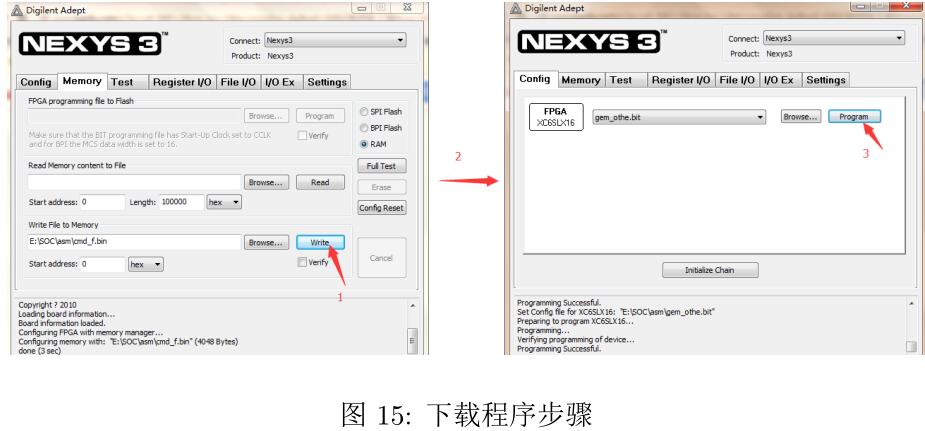 Digilent Adept
NEXYS 3™
Connect: Nexys3
Product: Nexys3
Config Memory Test Register I/O File I/O I/O Ex Settings
FPGA programming file to Flash
Browse... Program
Make sure that the BIT programming file has Start-Up Clock set to CCLK
and for BPI the MCS data width is set to 16.
Verify
SPI Flash
BPI Flash
RAM
Read Memory content to File
Browse... Read
Start address: 0 Length: 100000 hex
Full Test
Erase
Config Reset
Write File to Memory
E:\SOC\asm\cmd_f.bin Browse... Write
Start address: 0 hex Verify
Cancel
1
Copyright ? 2010
Loading board information...
Board information loaded.
Configuring FPGA with memory manager...
Configuring memory with: "E:\SOC\asm\cmd_f.bin" (4048 Bytes)
done (3 sec)
2
Digilent Adept
NEXYS 3™
Connect: Nexys3
Product: Nexys3
Config Memory Test Register I/O File I/O I/O Ex Settings
FPGA
XC6SLX16
gem_othe.bit Browse... Program
3
Initialize Chain
Programming Successful.
Set Config file for XC6SLX16: "E:\SOC\asm\gem_othe.bit"
Preparing to program XC6SLX16...
Programming...
Verifying programming of device...
Programming Successful.
图 15: 下载程序步骤